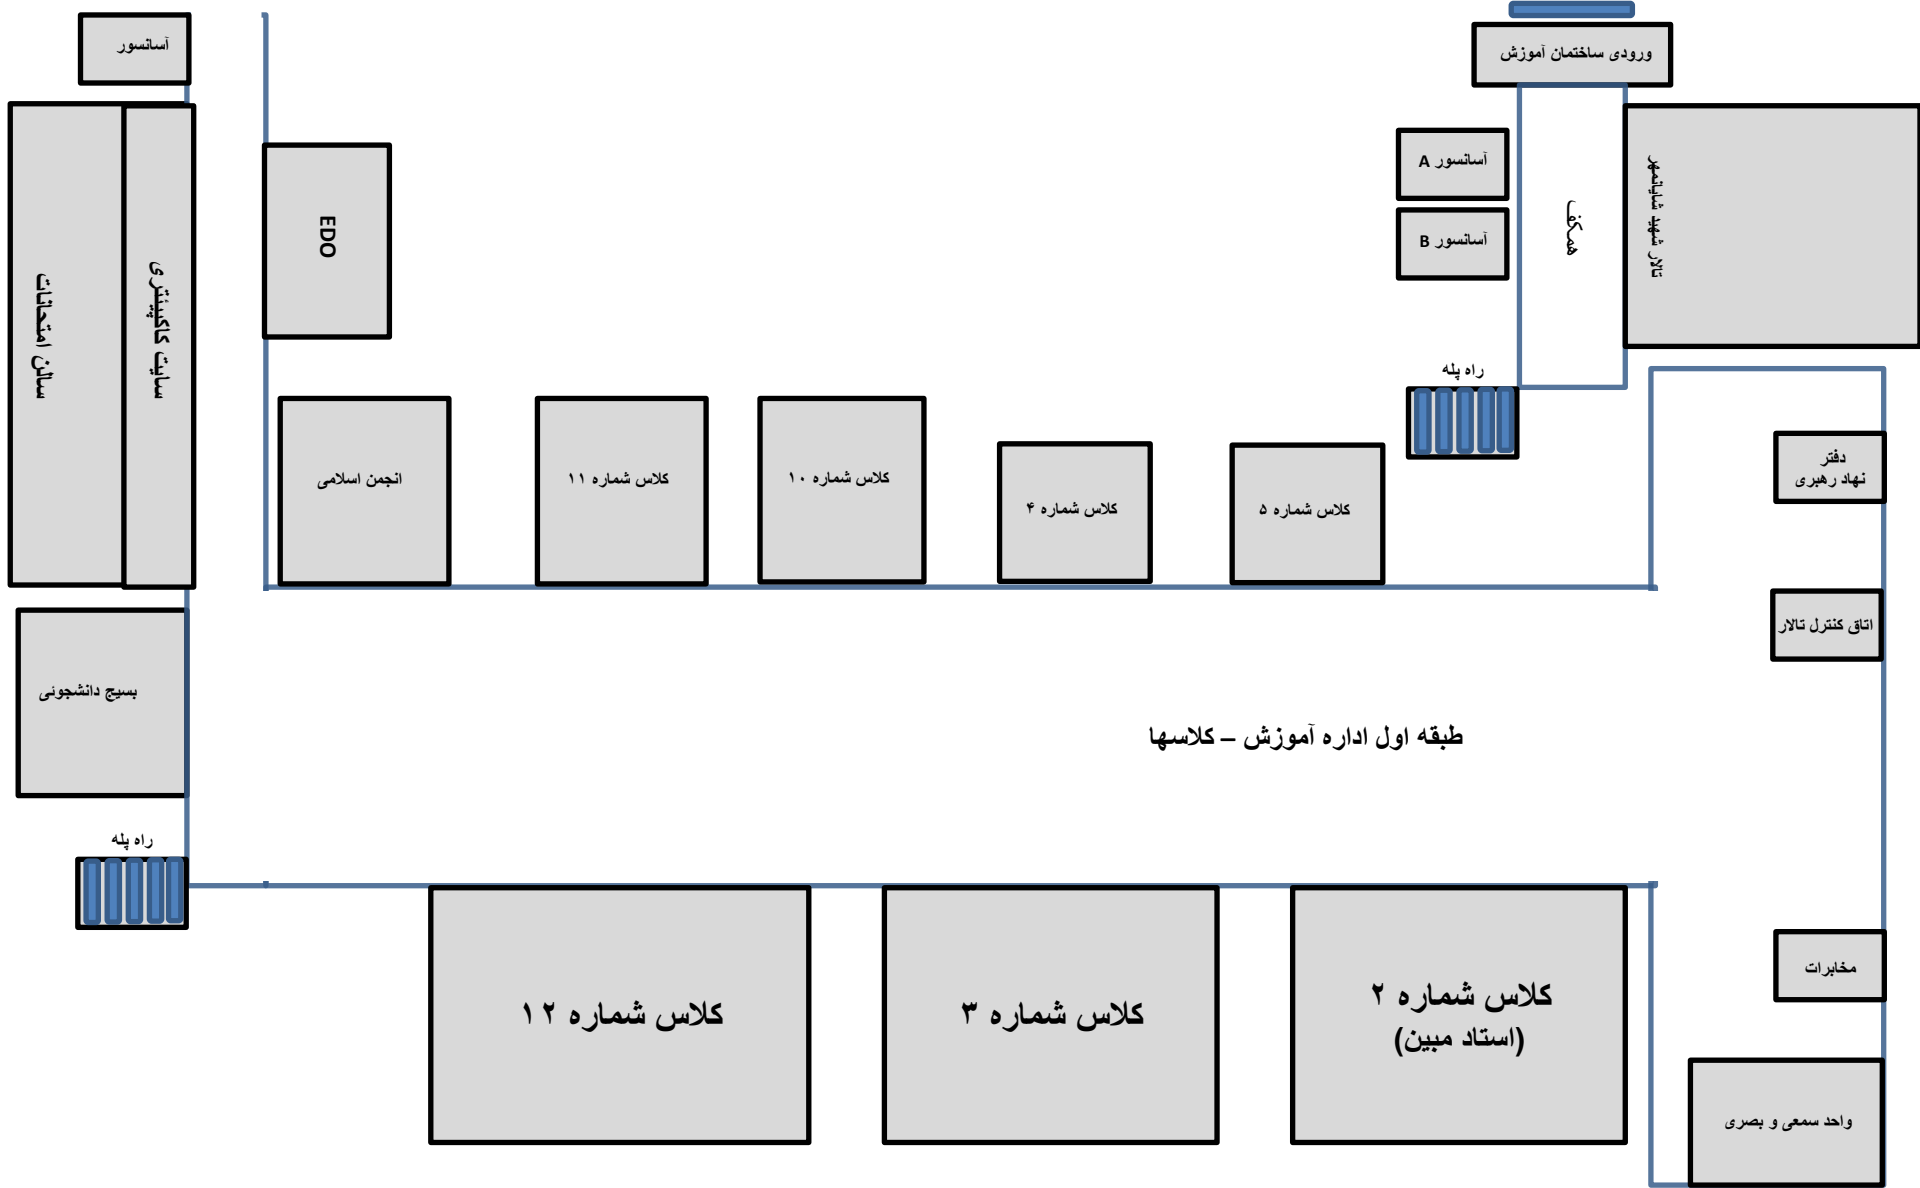 ورودی ساختمان آموزش
آسانسور
آسانسور A
آسانسور B
همکف
تالار شهید شایانمهر
EDO
سایت کاکپیتتری
سالن امتحانات
راه پله
دفتر
نهاد رهبری
کلاس شماره ۵
کلاس شماره ۴
کلاس شماره ۱۰
کلاس شماره ۱۱
انجمن اسلامی
اتاق کنترل تالار
بسیج دانشجوئی
طبقه اول اداره آموزش – کلاسها
راه پله
مخابرات
کلاس شماره ۲
(استاد مبین)
کلاس شماره ۳
کلاس شماره ۱۲
واحد سمعی و بصری